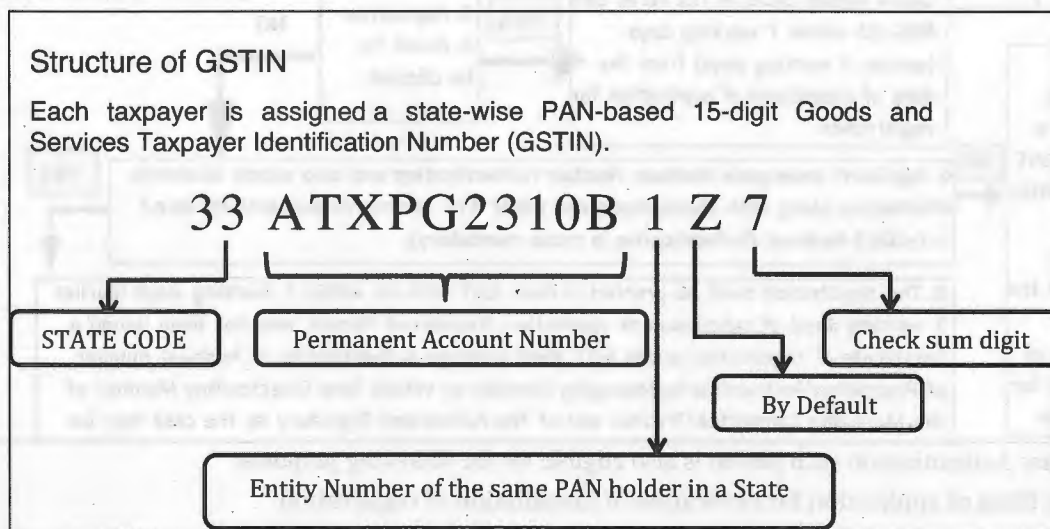 Structure of GSTIN
Each taxpayer is assigned a state-wise PAN-based 15-digit Goods and
Services Taxpayer Identification Number (GSTIN).
33 ATXPG2310B 1 Z 7
STATE CODE
Permanent Account Number
Check sum digit
By Default
Entity Number of the same PAN holder in a State